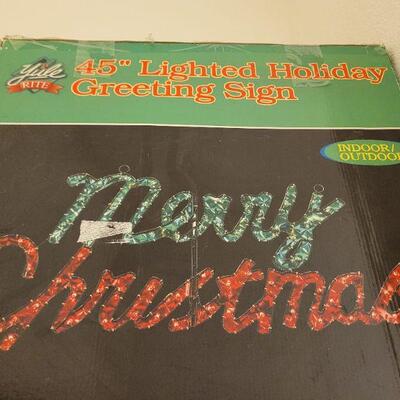 Yule
RITE
45" Lighted Holiday
Greeting Sign
INDOOR/
OUTDOOR
Merry
Christmas